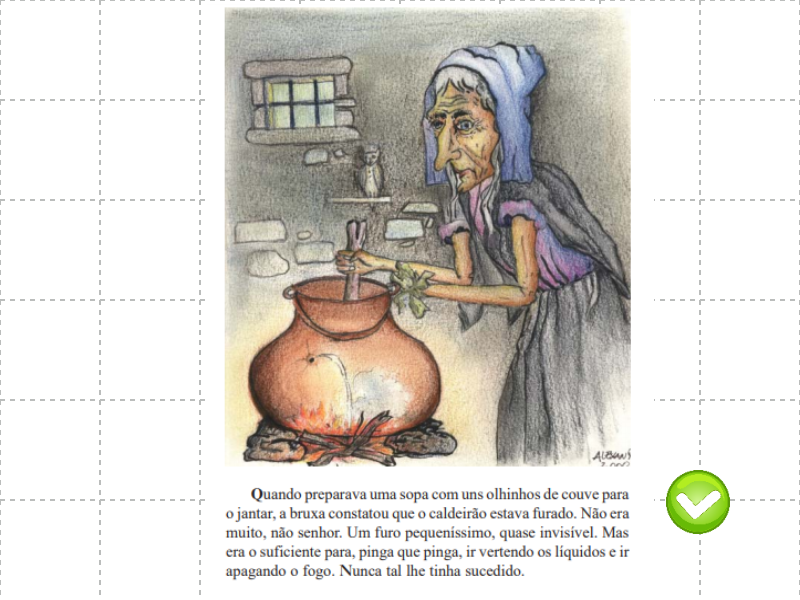 Quando preparava uma sopa com uns olhinhos de couve para
o jantar, a bruxa constatou que o caldeirão estava furado. Não era
muito, não senhor. Um furo pequeníssimo, quase invisível. Mas
era o suficiente para, pinga que pinga, ir vertendo os líquidos e ir
apagando o fogo. Nunca tal lhe tinha sucedido.